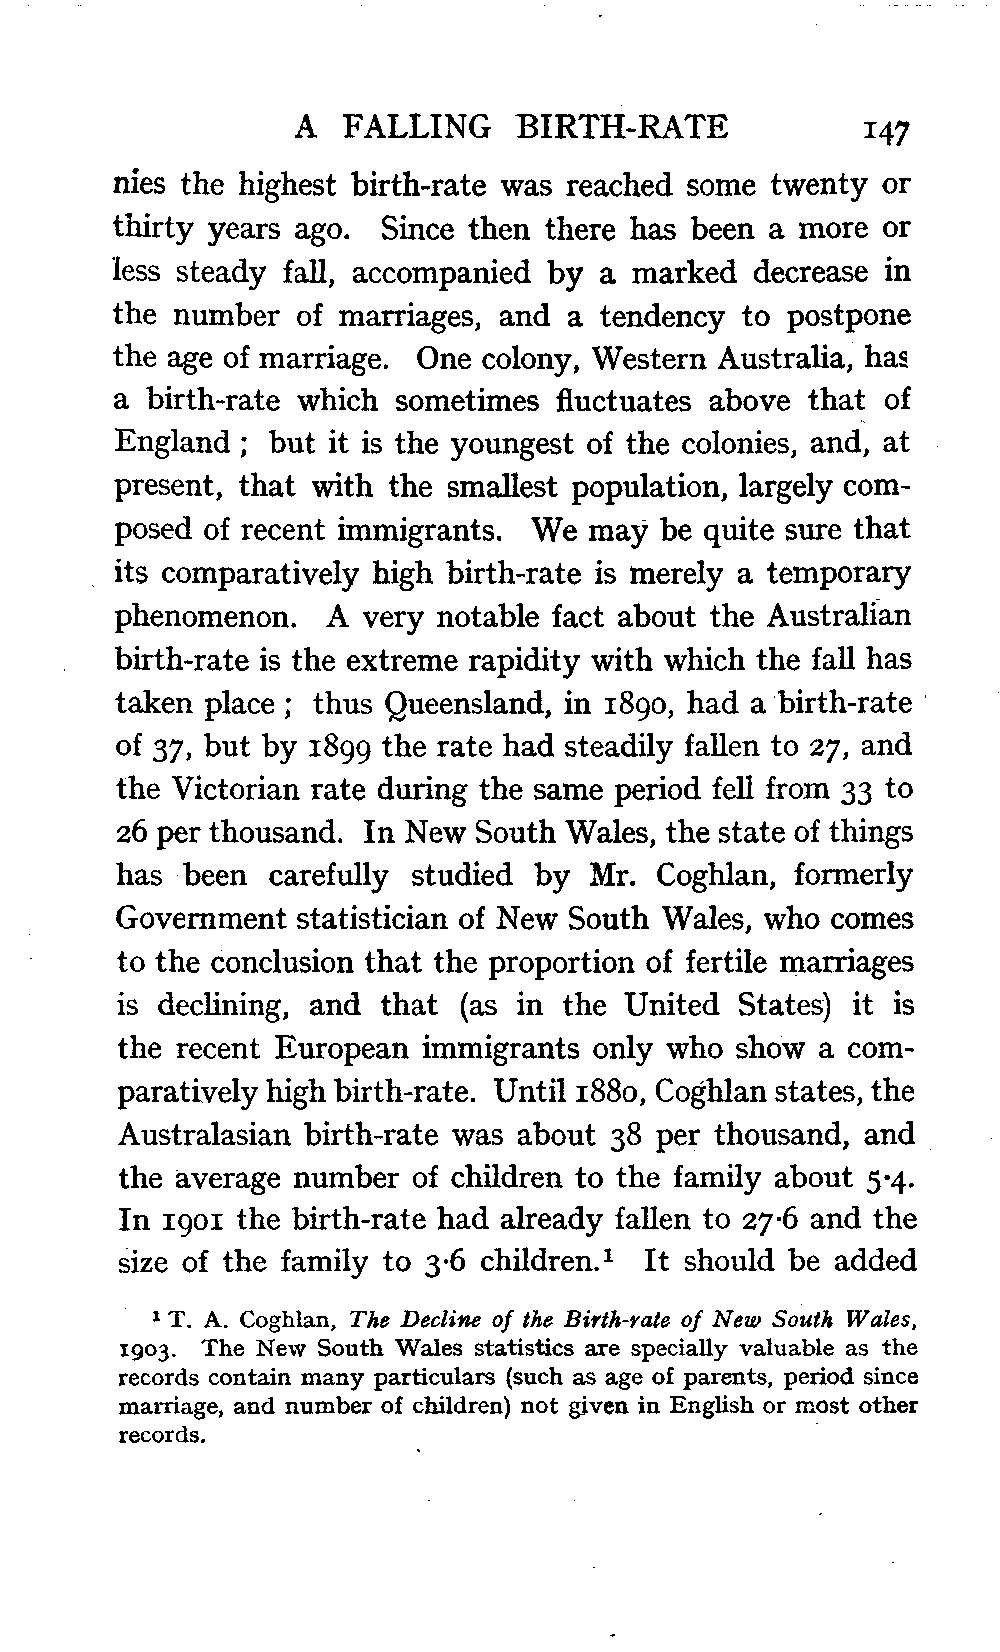 A FALLING BIRTH-RATE 147
nies the highest birth-rate was reached some twenty or
thirty years ago. Since then there has been a more or
less steady fall, accompanied by a marked decrease in
the number of marriages, and a tendency to postpone
the age of marriage. One colony, Western Australia, has
a birth-rate which sometimes fluctuates above that of
England ; but it is the youngest of the colonies, and, at
present, that with the smallest population, largely com-
posed of recent immigrants. We may be quite sure that
its comparatively high birth-rate is merely a temporary
phenomenon. A very notable fact about the Australian
birth-rate is the extreme rapidity with which the fall has
taken place ; thus Queensland, in 1890, had a birth-rate
of 37, but by 1899 the rate had steadily fallen to 27, and
the Victorian rate during the same period fell from 33 to
26 per thousand. In New South Wales, the state of things
has been carefully studied by Mr. Coghlan, formerly
Government statistician of New South Wales, who comes
to the conclusion that the proportion of fertile marriages
is declining, and that (as in the United States) it is
the recent European immigrants only who show a com-
paratively high birth-rate. Until 1880, Coghlan states, the
Australasian birth-rate was about 38 per thousand, and
the average number of children to the family about 5·4.
In 1901 the birth-rate had already fallen to 27·6 and the
size of the family to 3·6 children.¹ It should be added
¹ T. A. Coghlan, The Decline of the Birth-rate of New South Wales,
1903. The New South Wales statistics are specially valuable as the
records contain many particulars (such as age of parents, period since
marriage, and number of children) not given in English or most other
records.